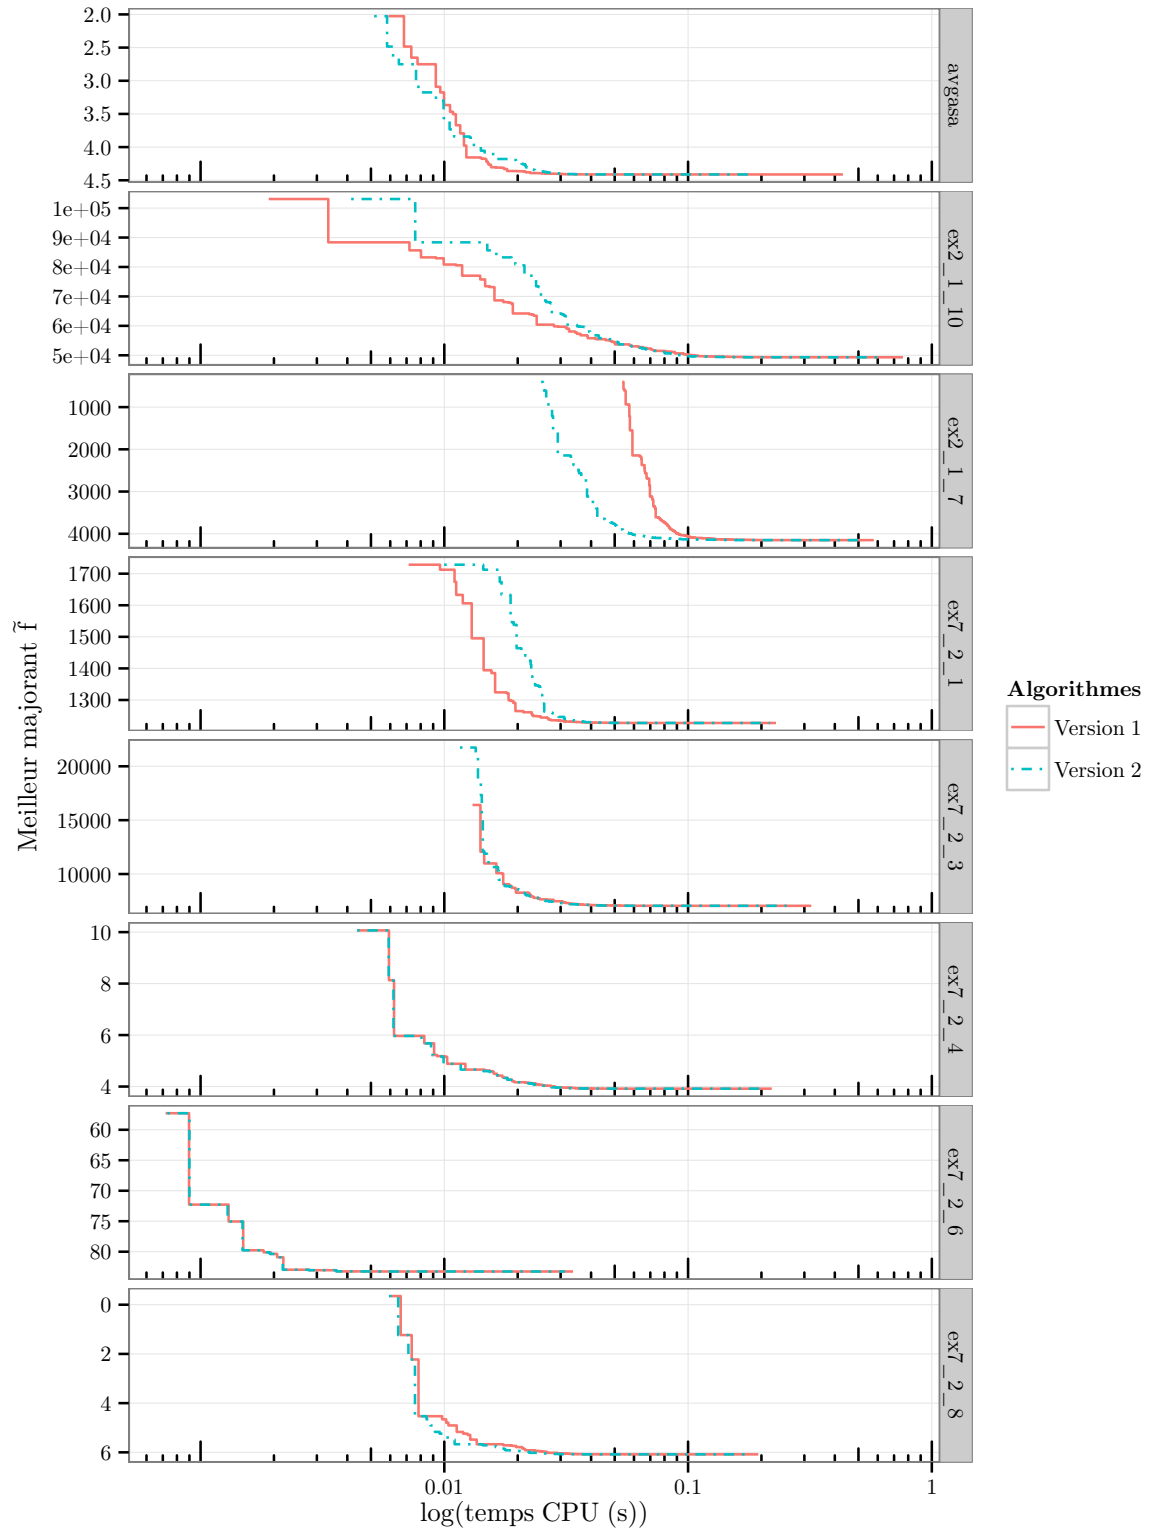 2.0
2.5
3.0
3.5
4.0
4.5
avgasa
1e+05
9e+04
8e+04
7e+04
6e+04
5e+04
ex2_1_10
1000
2000
3000
4000
ex2_1_7
1700
1600
1500
1400
1300
ex7_2_1
20000
15000
10000
ex7_2_3
10
8
6
4
ex7_2_4
60
65
70
75
80
ex7_2_6
0
2
4
6
ex7_2_8
0.01 0.1 1
log(temps CPU (s))
Meilleur majorant f̃
Algorithmes
Version 1
Version 2